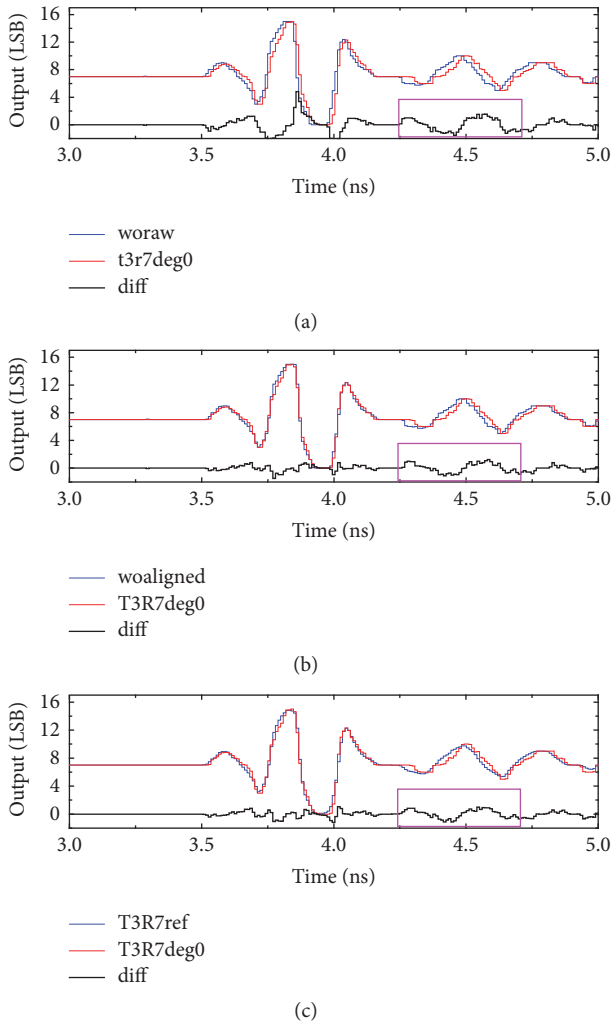 16
12
8
4
0
Output (LSB)
3.0 3.5 4.0 4.5 5.0
Time (ns)
woraw
t3r7deg0
diff
(a)
16
12
8
4
0
Output (LSB)
3.0 3.5 4.0 4.5 5.0
Time (ns)
woaligned
T3R7deg0
diff
(b)
16
12
8
4
0
Output (LSB)
3.0 3.5 4.0 4.5 5.0
Time (ns)
T3R7ref
T3R7deg0
diff
(c)